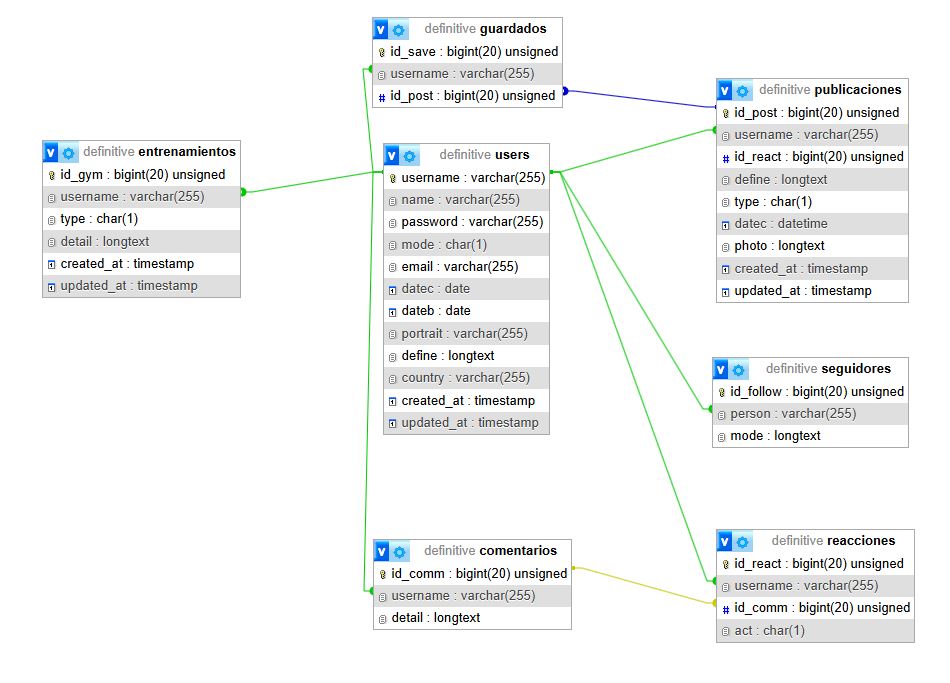 definitive guardados
id_save : bigint(20) unsigned
username : varchar(255)
id_post : bigint(20) unsigned
definitive publicaciones
id_post : bigint(20) unsigned
username : varchar(255)
id_react : bigint(20) unsigned
define : longtext
type : char(1)
datec : datetime
photo : longtext
created_at : timestamp
updated_at : timestamp
definitive entrenamientos
id_gym : bigint(20) unsigned
username : varchar(255)
type : char(1)
detail : longtext
created_at : timestamp
updated_at : timestamp
definitive users
username : varchar(255)
name : varchar(255)
password : varchar(255)
mode : char(1)
email : varchar(255)
datec : date
dateb : date
portrait : varchar(255)
define : longtext
country : varchar(255)
created_at : timestamp
updated_at : timestamp
definitive seguidores
id_follow : bigint(20) unsigned
person : varchar(255)
mode : longtext
definitive comentarios
id_comm : bigint(20) unsigned
username : varchar(255)
detail : longtext
definitive reacciones
id_react : bigint(20) unsigned
username : varchar(255)
id_comm : bigint(20) unsigned
act : char(1)